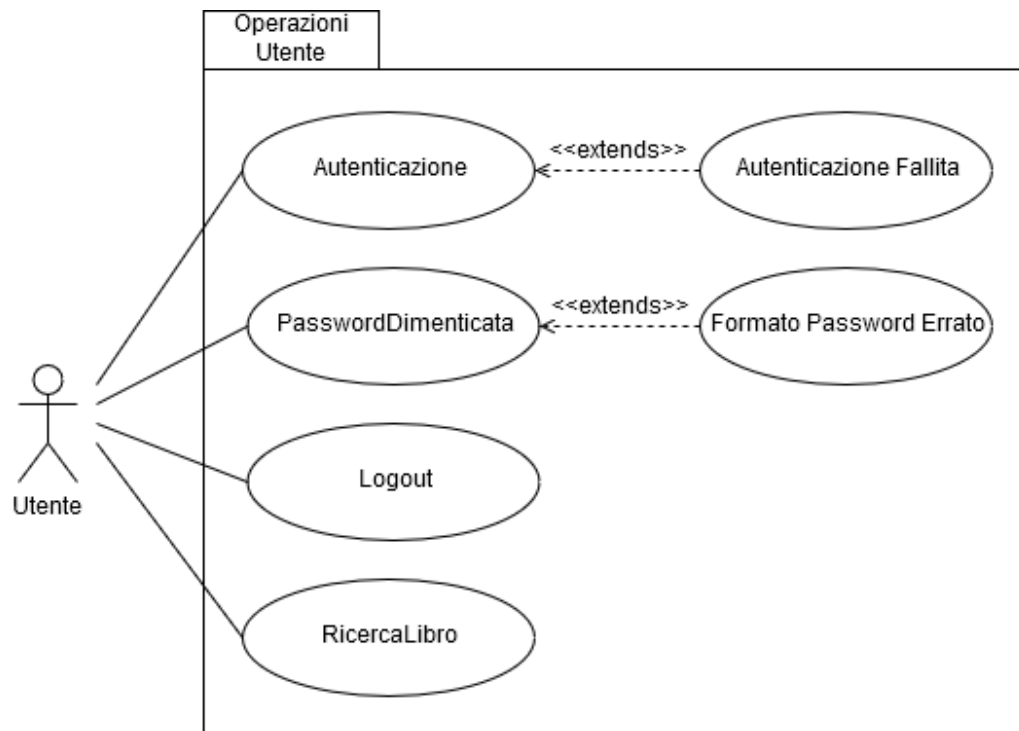 Operazioni
Utente
Autenticazione
<<extends>>
Autenticazione Fallita
PasswordDimenticata
<<extends>>
Formato Password Errato
Logout
Utente
RicercaLibro